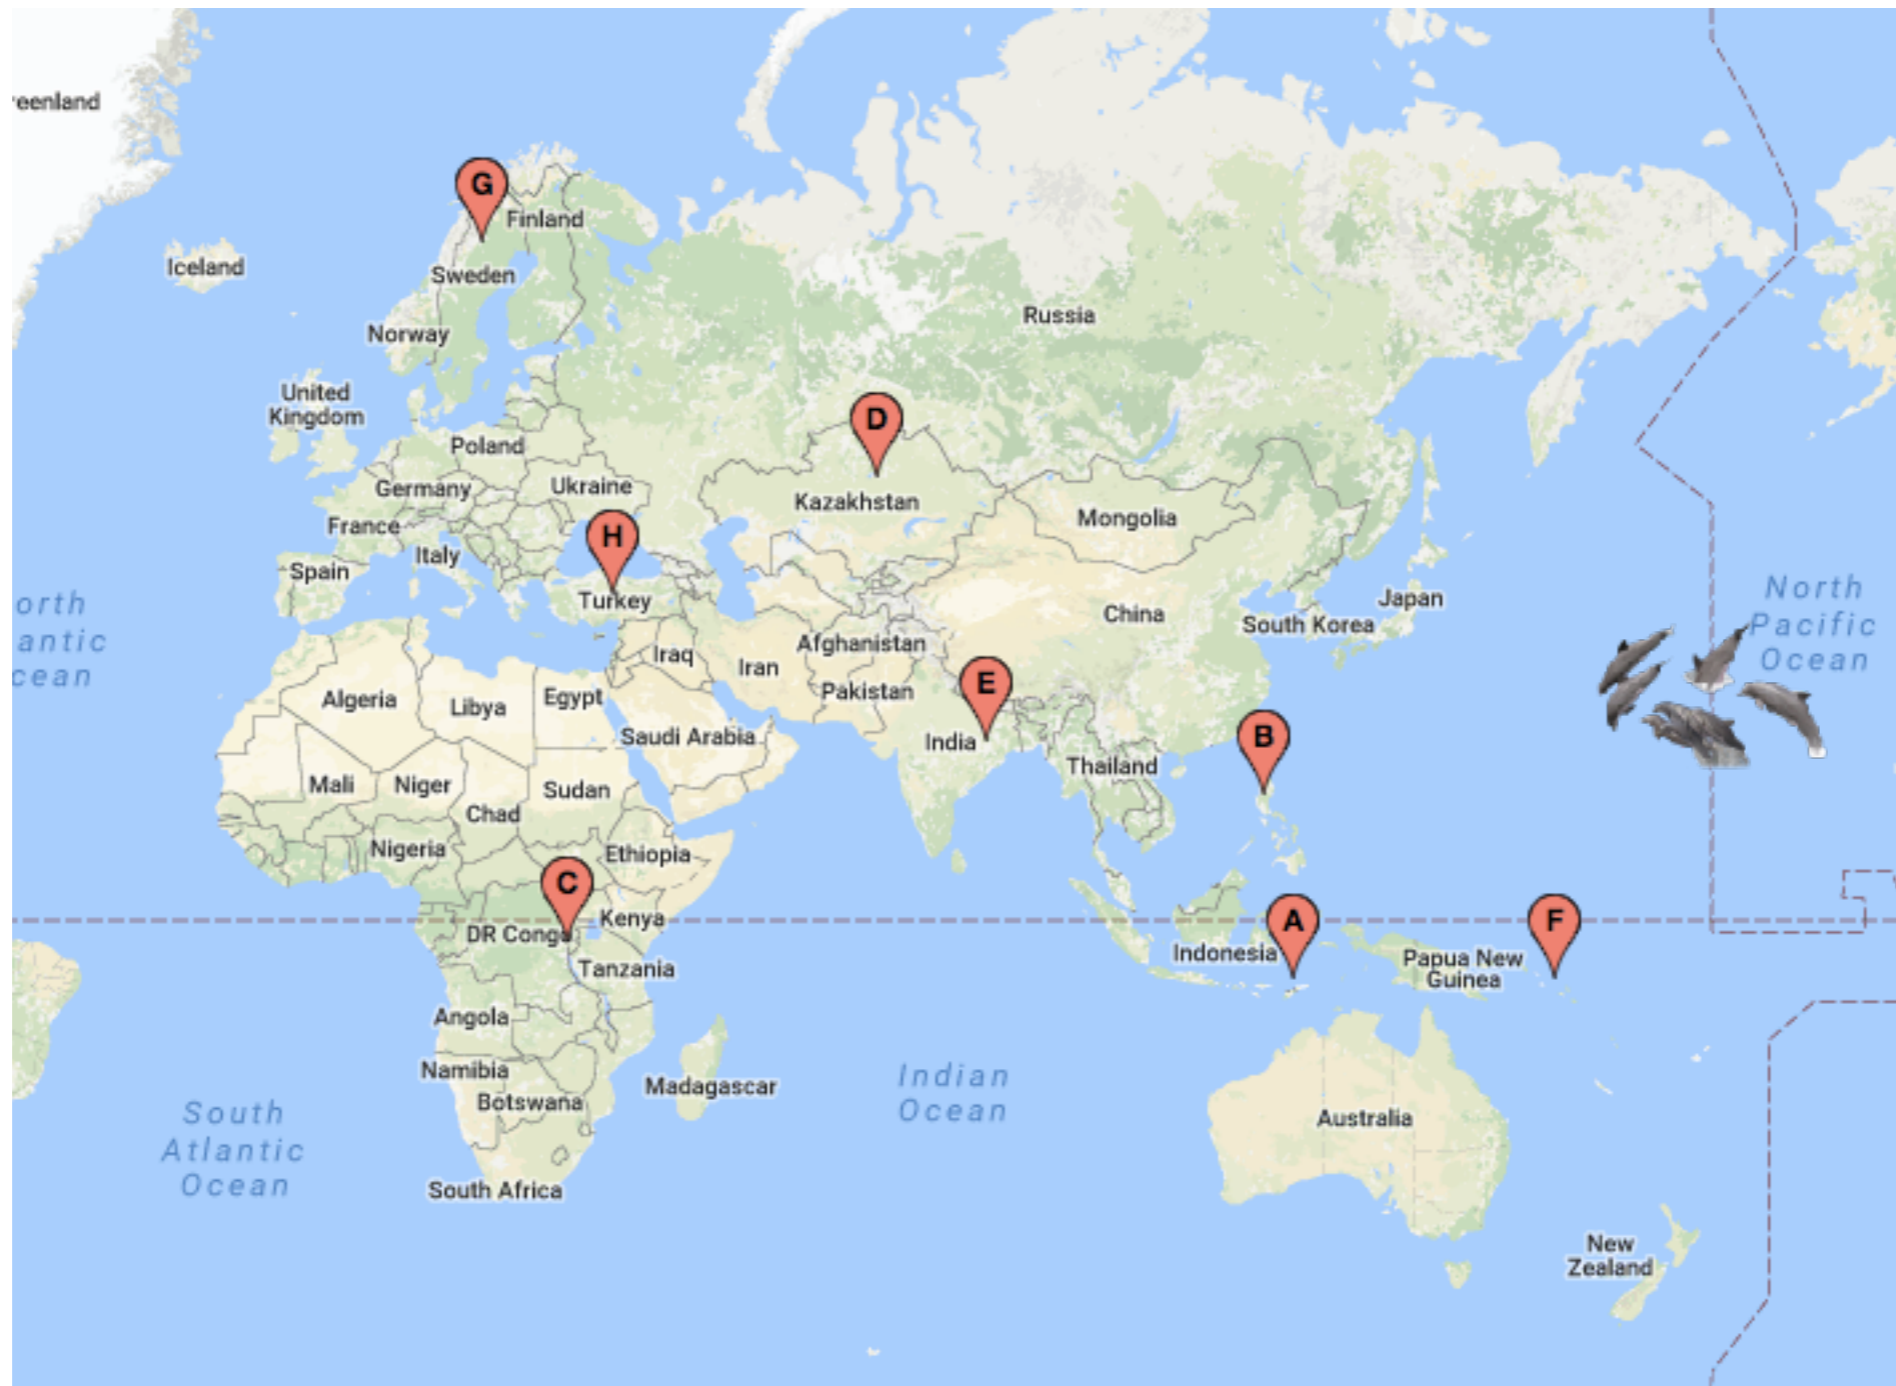 reenland
G
Finland
Iceland
Sweden
Russia
Norway
United
Kingdom
D
Poland
Germany
Ukraine
Kazakhstan
Mongolia
France
H
Italy
Spain
Turkey
China
Japan
South Korea
North
Pacific
Ocean
orth
antic
cean
Afghanistan
Iraq
Iran
Pakistan
E
Algeria
Libya
Egypt
Saudi Arabia
India
B
Thailand
Mali
Niger
Sudan
Chad
Nigeria
Ethiopia
C
Kenya
A
F
DR Congo
Indonesia
Papua New
Guinea
Tanzania
Angola
Namibia
Botswana
Madagascar
Indian
Ocean
South
Atlantic
Ocean
Australia
South Africa
New
Zealand